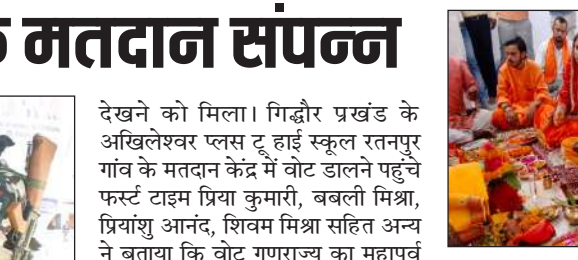 मतदान संपन्न
देखने को मिला। गिद्धौर प्रखंड के
अखिलेश्वर प्लस टू हाई स्कूल रतनपुर
गांव के मतदान केंद्र में वोट डालने पहुंचे
फर्स्ट टाइम प्रिया कुमारी, बबली मिश्रा,
प्रियांशु आनंद, शिवम मिश्रा सहित अन्य
ने बताया कि वोट गणराज्य का महापर्व